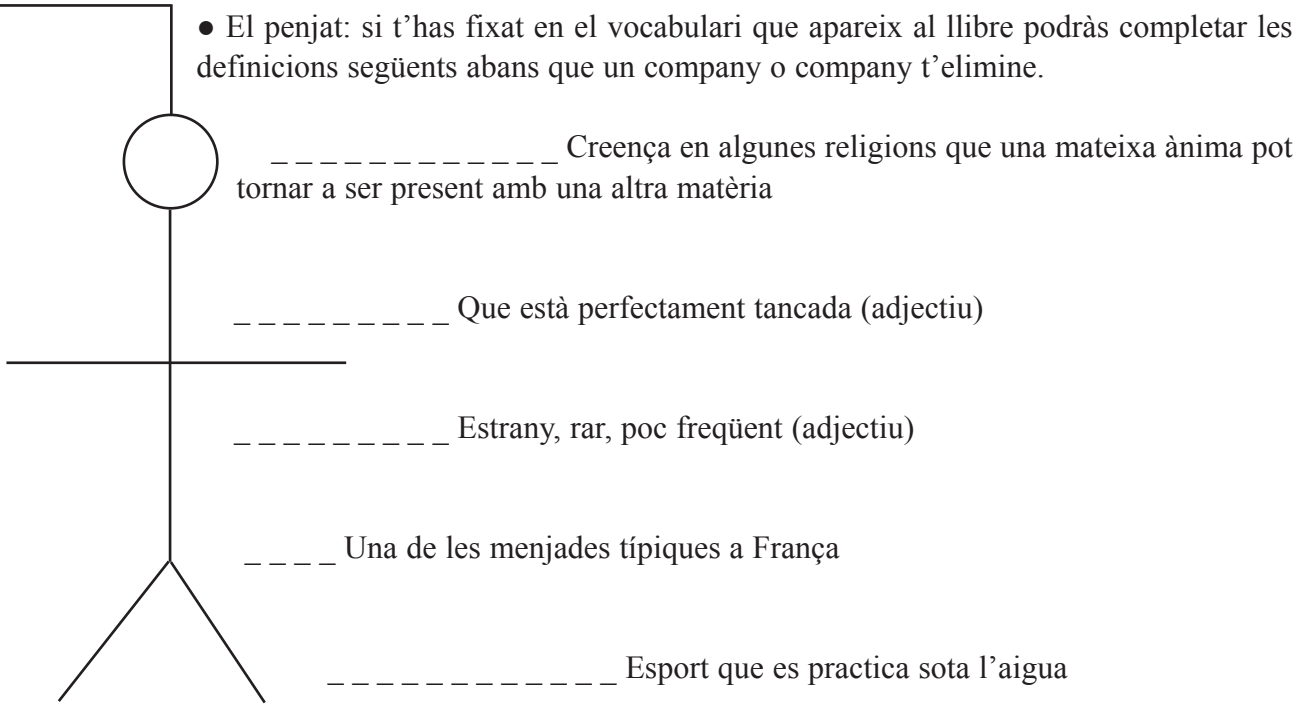 ● El penjat: si t’has fixat en el vocabulari que apareix al llibre podràs completar les
definicions següents abans que un company o company t’elimine.
_ _ _ _ _ _ _ _ _ _ _ _ Creença en algunes religions que una mateixa ànima pot
tornar a ser present amb una altra matèria
_ _ _ _ _ _ _ _ _ Que està perfectament tancada (adjectiu)
_ _ _ _ _ _ _ _ _ Estrany, rar, poc freqüent (adjectiu)
_ _ _ _ Una de les menjades típiques a França
_ _ _ _ _ _ _ _ _ _ _ _ Esport que es practica sota l’aigua